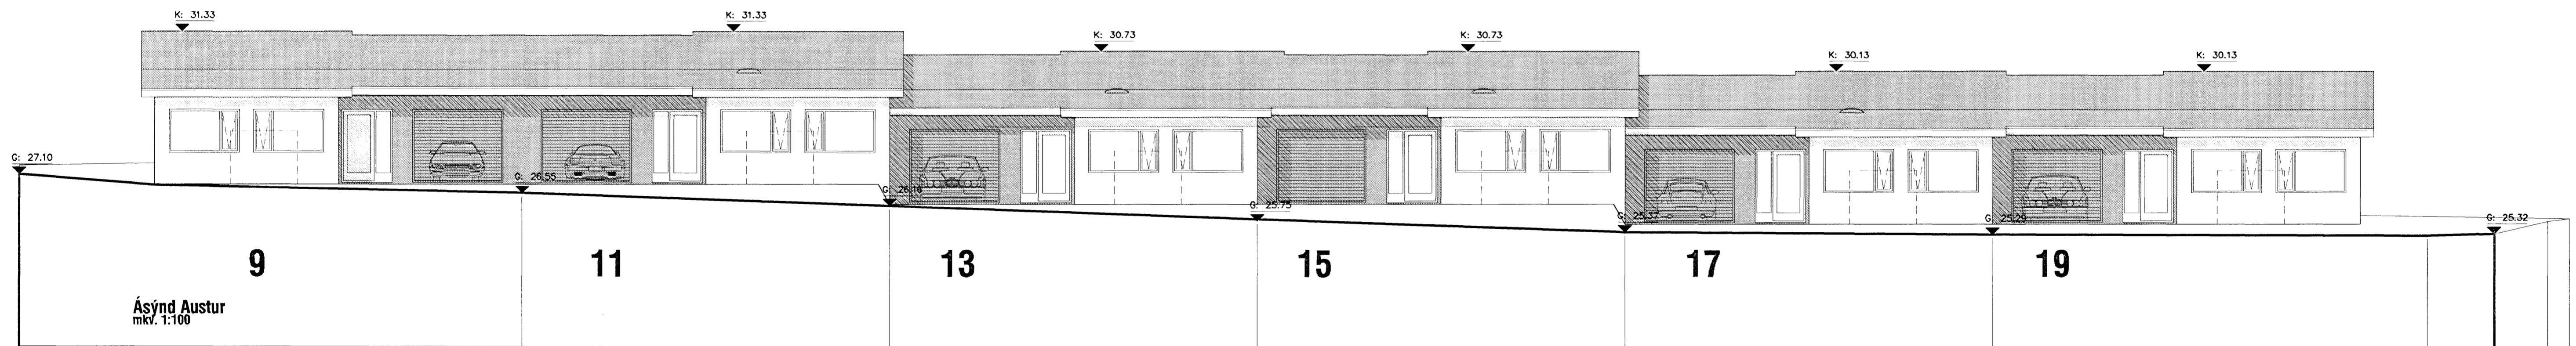 K: 31.33
K: 31.33
K: 30.73
K: 30.73
K: 30.13
K: 30.13
G: 27.10
G: 26.55
G: 26.16
G: 25.75
G: 25.37
G: 25.29
G: 25.32
9
11
13
15
17
19
Ásýnd Austur
mkv. 1:100